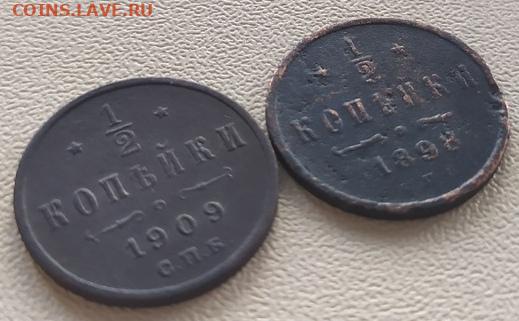 COINS.LAVE.RU
1/2
КОПѢЙКИ
1909
С.П.Б.
1/2
КОПѢЙКИ
1898